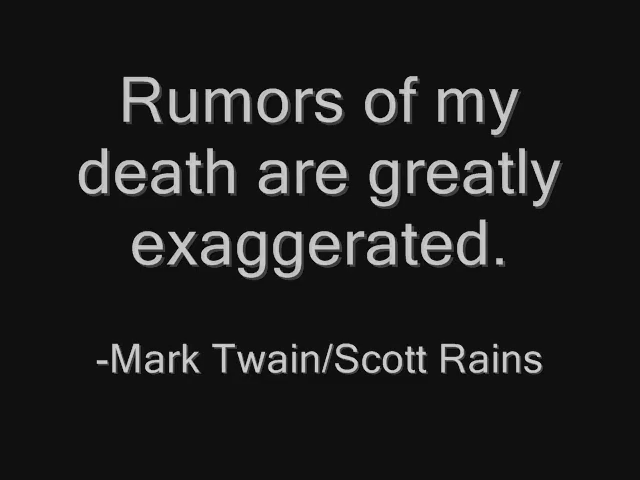 Rumors of my
death are greatly
exaggerated.
-Mark Twain/Scott Rains